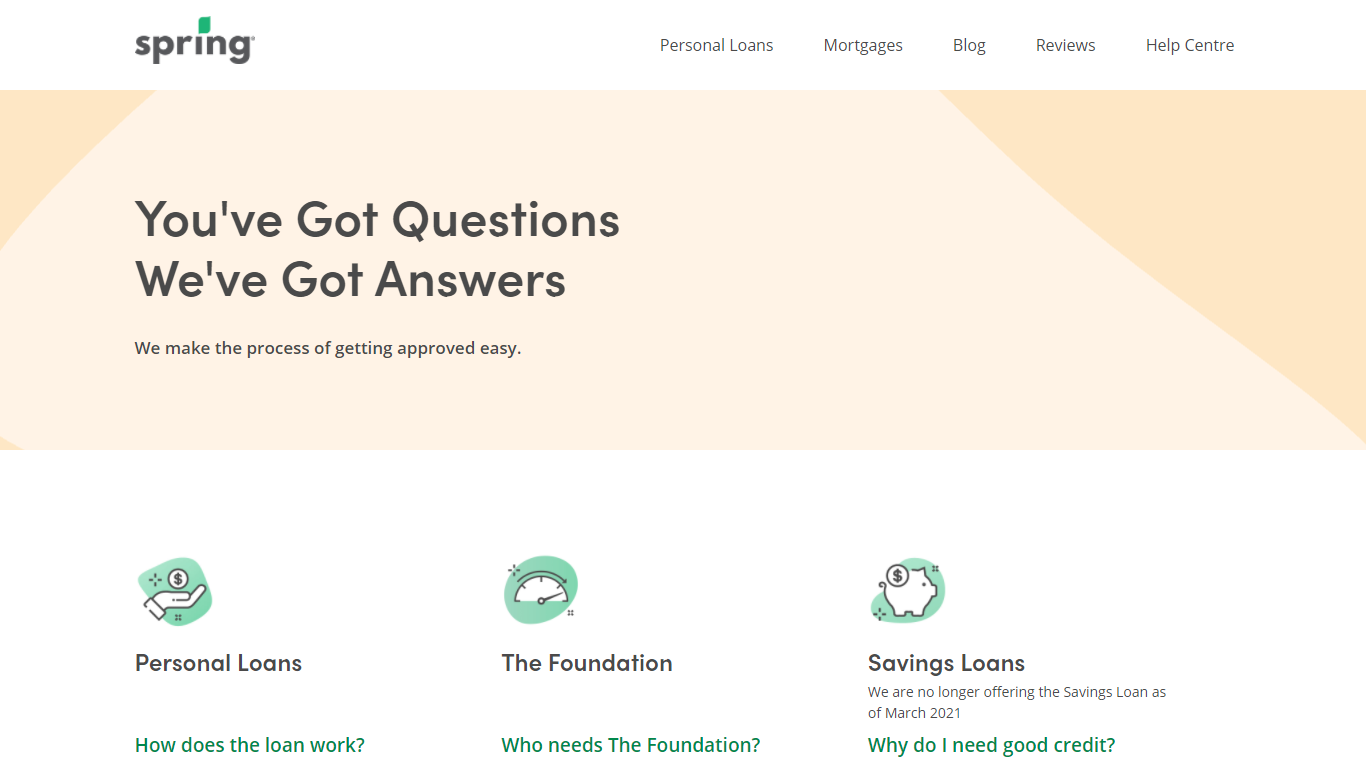 spring
Personal Loans
Mortgages
Blog
Reviews
Help Centre
You've Got Questions
We've Got Answers
We make the process of getting approved easy.
Personal Loans
How does the loan work?
The Foundation
Who needs The Foundation?
Savings Loans
We are no longer offering the Savings Loan as
of March 2021
Why do I need good credit?